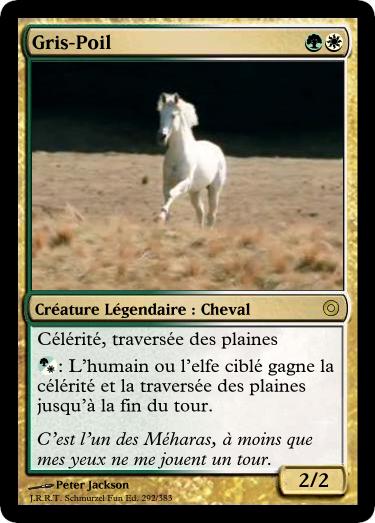 Gris-Poil
Créature Légendaire : Cheval
Célérité, traversée des plaines
: L'humain ou l'elfe ciblé gagne la
célérité et la traversée des plaines
jusqu'à la fin du tour.
C'est l'un des Méharas, à moins que
mes yeux ne me jouent un tour.
2/2
Peter Jackson
J.R.R.T. Schmurzel Fun Ed. 292/383